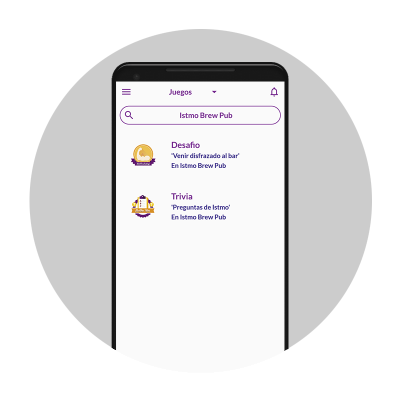 Juegos
Istmo Brew Pub
Desafio
'Venir disfrazado al bar'
En Istmo Brew Pub
Trivia
'Preguntas de Istmo'
En Istmo Brew Pub